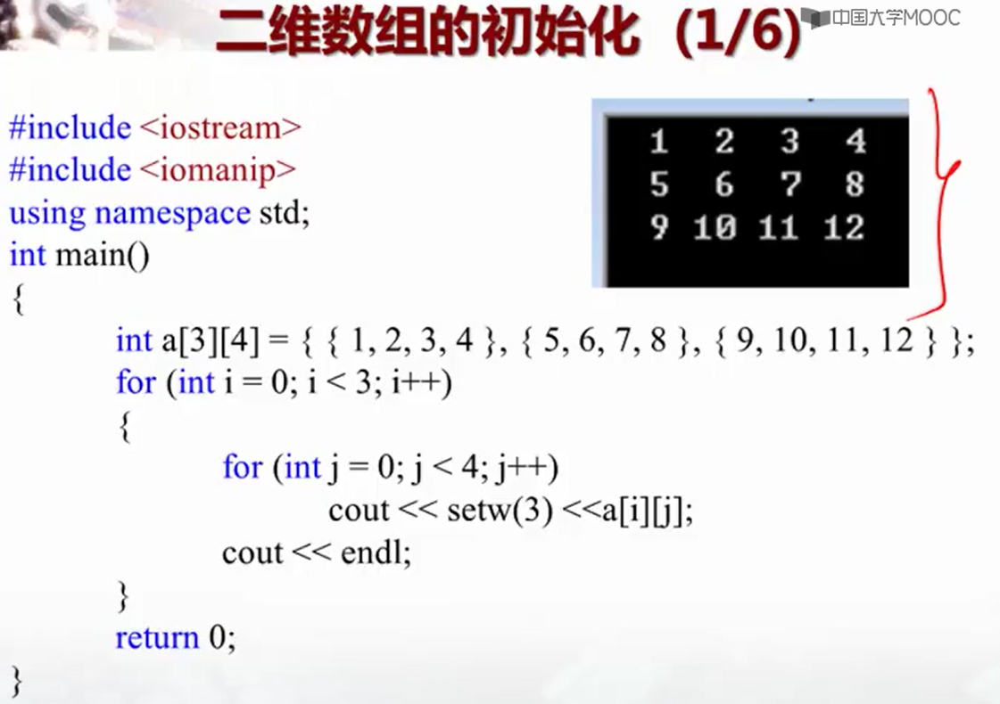 二维数组的初始化 (1/6)
中国大学MOOC
#include <iostream>
#include <iomanip>
using namespace std;
int main()
{
int a[3][4] = { { 1, 2, 3, 4 }, { 5, 6, 7, 8 }, { 9, 10, 11, 12 } };
for (int i = 0; i < 3; i++)
{
for (int j = 0; j < 4; j++)
cout << setw(3) <<a[i][j];
cout << endl;
}
return 0;
}
1 2 3 4
5 6 7 8
9 10 11 12